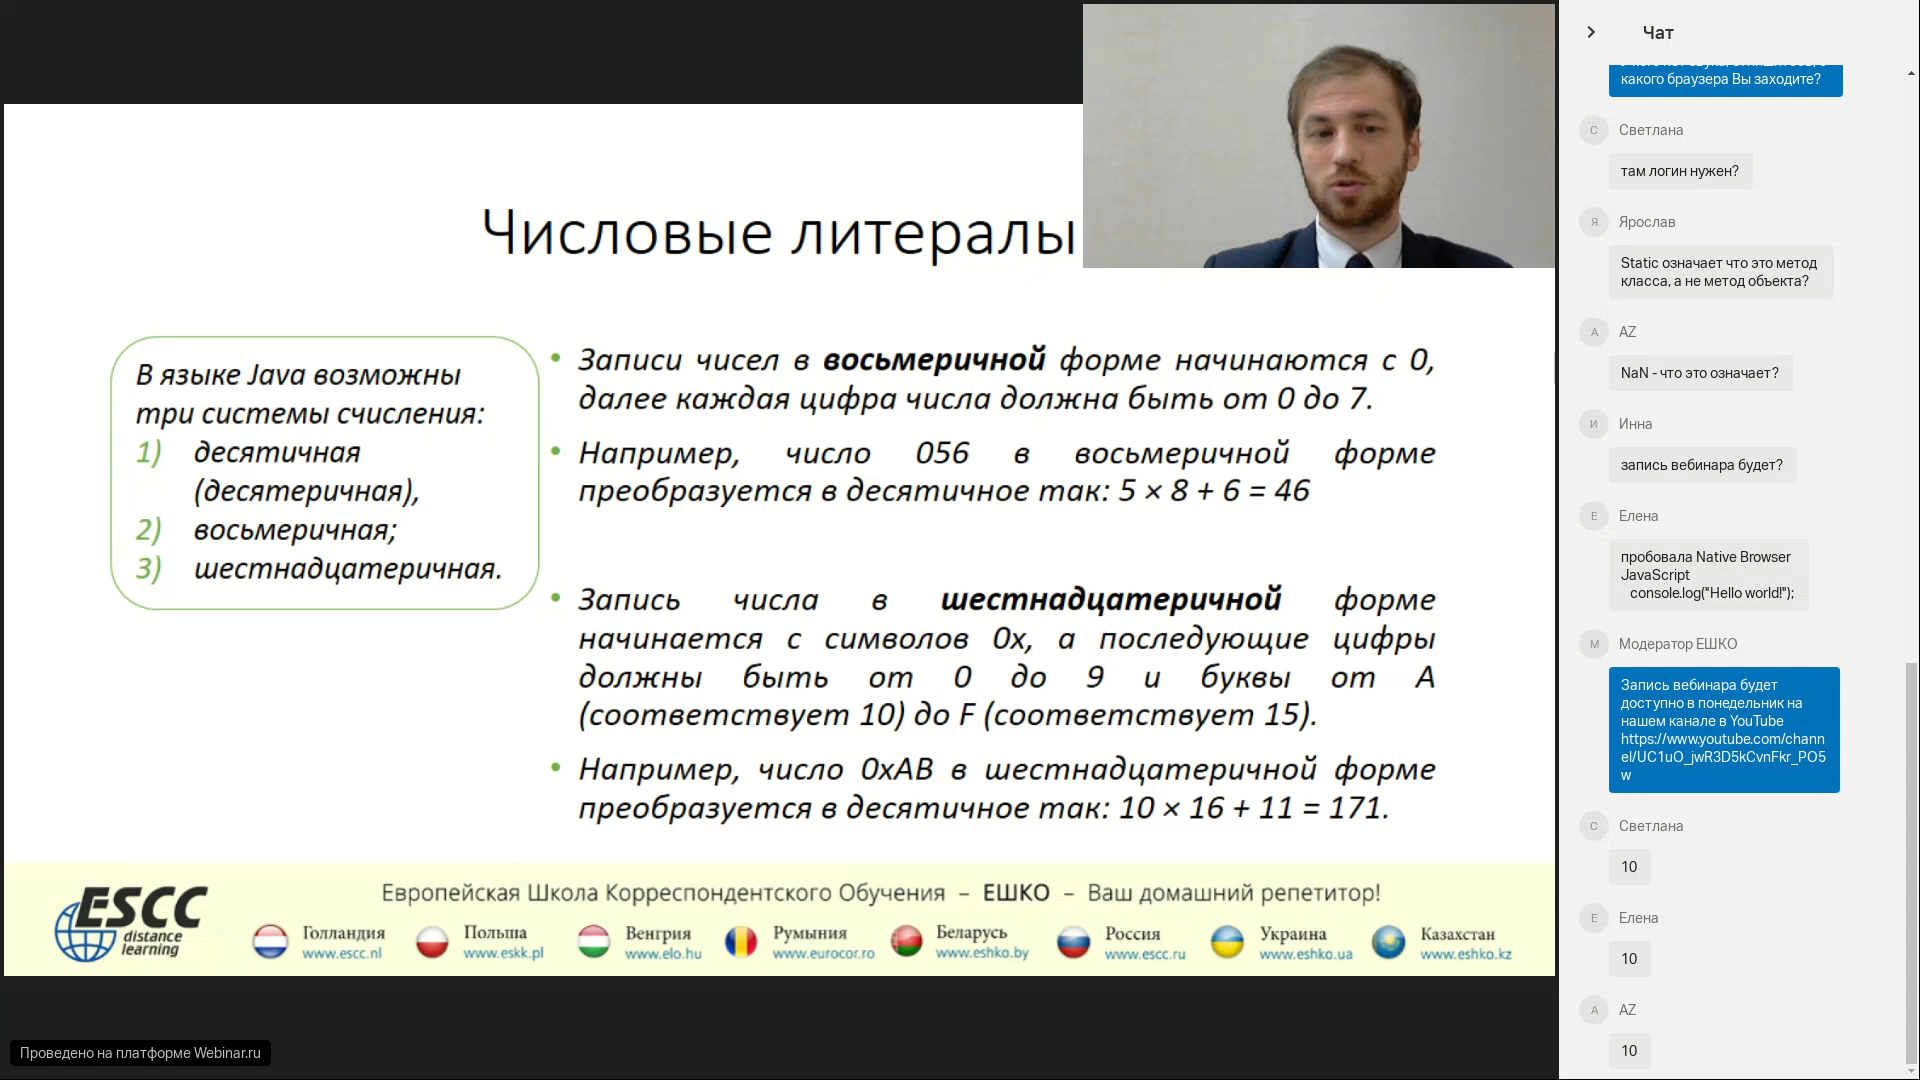 Числовые литералы
В языке Java возможны
три системы счисления:
1) десятичная
(десятеричная),
2) восьмеричная;
3) шестнадцатеричная.
• Записи чисел в восьмеричной форме начинаются с 0,
далее каждая цифра числа должна быть от 0 до 7.
• Например, число 056 в восьмеричной форме
преобразуется в десятичное так: 5 × 8 + 6 = 46
• Запись числа в шестнадцатеричной форме
начинается с символов 0x, а последующие цифры
должны быть от 0 до 9 и буквы от A
(соответствует 10) до F (соответствует 15).
• Например, число 0xAB в шестнадцатеричной форме
преобразуется в десятичное так: 10 × 16 + 11 = 171.
ESCC
distance
learning
Европейская Школа Корреспондентского Обучения – ЕШКО – Ваш домашний репетитор!
Голландия
www.escc.nl
Польша
www.eskk.pl
Венгрия
www.elo.hu
Румыния
www.eurocor.ro
Беларусь
www.eshko.by
Россия
www.escc.ru
Украина
www.eshko.ua
Казахстан
www.eshko.kz
Проведено на платформе Webinar.ru
Чат
какого браузера Вы заходите?
С Светлана
там логин нужен?
Я Ярослав
Static означает что это метод
класса, а не метод объекта?
A AZ
NaN - что это означает?
И Инна
запись вебинара будет?
Е Елена
пробовала Native Browser
JavaScript
console.log("Hello world!");
М Модератор ЕШКО
Запись вебинара будет
доступно в понедельник на
нашем канале в YouTube
https://www.youtube.com/chann
el/UC1uO_jwR3D5kCvnFkr_PO5
w
С Светлана
10
Е Елена
10
A AZ
10